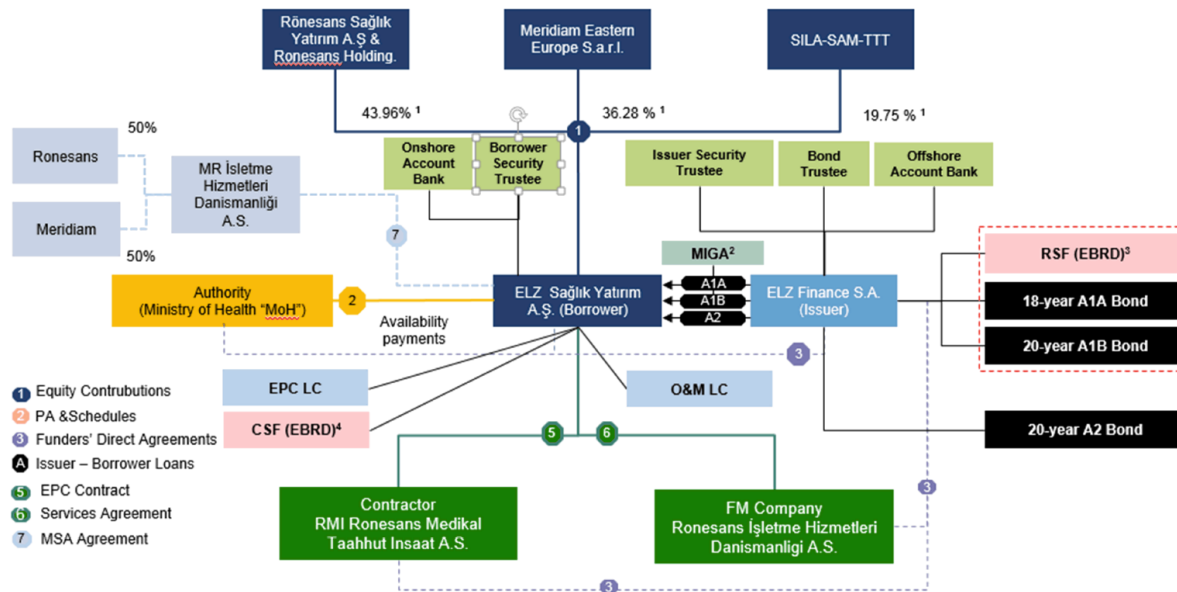 Rönesans Sağlık
Yatırım A.Ş &
Ronesans Holding.
Meridiam Eastern
Europe S.a.r.l.
SILA-SAM-TTT
43.96% ¹
36.28 % ¹
19.75 % ¹
1
50%
Ronesans
Meridiam
50%
MR İsletme
Hizmetleri
Danismanliği
A.S.
Onshore
Account
Bank
Borrower
Security
Trustee
Issuer Security
Trustee
Bond
Trustee
Offshore
Account Bank
7
MIGA²
RSF (EBRD)³
Authority
(Ministry of Health “MoH”)
2
ELZ Sağlık Yatırım
A.Ş. (Borrower)
A1A
A1B
A2
ELZ Finance S.A.
(Issuer)
18-year A1A Bond
20-year A1B Bond
Availability
payments
3
EPC LC
O&M LC
CSF (EBRD)⁴
20-year A2 Bond
1 Equity Contrubutions
2 PA &Schedules
3 Funders’ Direct Agreements
A Issuer – Borrower Loans
5 EPC Contract
6 Services Agreement
7 MSA Agreement
5
6
3
Contractor
RMI Ronesans Medikal
Taahhut Insaat A.S.
FM Company
Ronesans İşletme Hizmetleri
Danismanligi A.S.
3